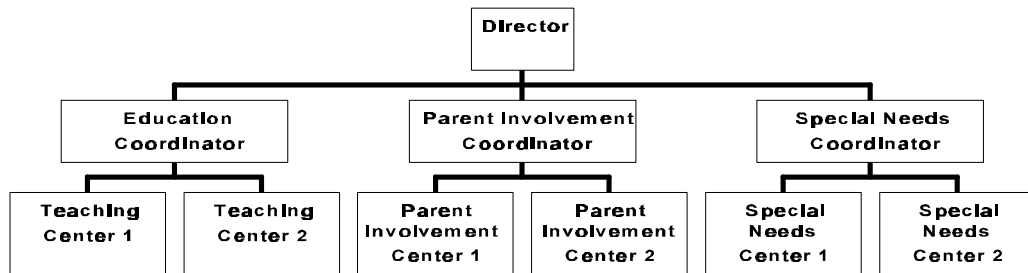 Director
Education
Coordinator
Parent Involvement
Coordinator
Special Needs
Coordinator
Teaching
Center 1
Teaching
Center 2
Parent
Involvement
Center 1
Parent
Involvement
Center 2
Special
Needs
Center 1
Special
Needs
Center 2